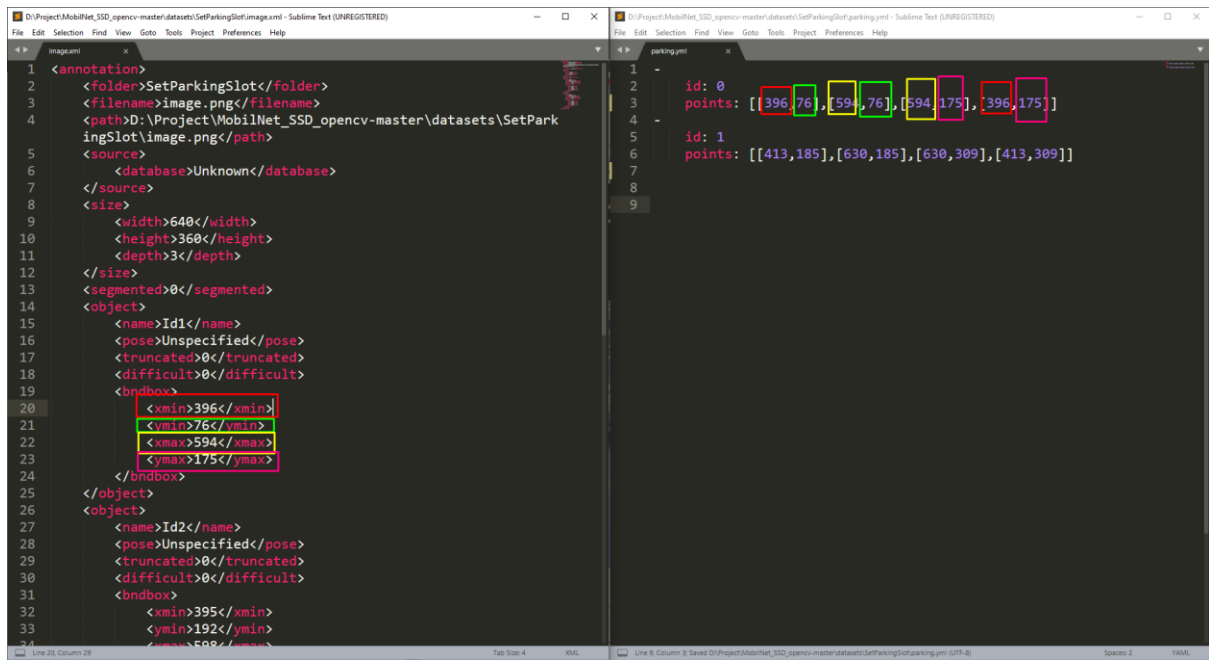 D:\Project\MobilNet_SSD_opencv-master\datasets\SetParkingSlot\image.xml - Sublime Text (UNREGISTERED)
File Edit Selection Find View Goto Tools Project Preferences Help
image.xml ×
1 <annotation>
2 <folder>SetParkingSlot</folder>
3 <filename>image.png</filename>
4 <path>D:\Project\MobilNet_SSD_opencv-master\datasets\SetPark
ingSlot\image.png</path>
5 <source>
6 <database>Unknown</database>
7 </source>
8 <size>
9 <width>640</width>
10 <height>360</height>
11 <depth>3</depth>
12 </size>
13 <segmented>0</segmented>
14 <object>
15 <name>Id1</name>
16 <pose>Unspecified</pose>
17 <truncated>0</truncated>
18 <difficult>0</difficult>
19 <bndbox>
20 <xmin>396</xmin>
21 <ymin>76</ymin>
22 <xmax>594</xmax>
23 <ymax>175</ymax>
24 </bndbox>
25 </object>
26 <object>
27 <name>Id2</name>
28 <pose>Unspecified</pose>
29 <truncated>0</truncated>
30 <difficult>0</difficult>
31 <bndbox>
32 <xmin>395</xmin>
33 <ymin>192</ymin>
34 <xmax>598</xmax>
Line 20, Column 29 Tab Size: 4 XML
D:\Project\MobilNet_SSD_opencv-master\datasets\SetParkingSlot\parking.yml - Sublime Text (UNREGISTERED)
File Edit Selection Find View Goto Tools Project Preferences Help
parking.yml ×
1 -
2 id: 0
3 points: [[396,76],[594,76],[594,175],[396,175]]
4 -
5 id: 1
6 points: [[413,185],[630,185],[630,309],[413,309]]
7
8
9
Line 9, Column 3; Saved D:\Project\MobilNet_SSD_opencv-master\datasets\SetParkingSlot\parking.yml (UTF-8) Spaces: 2 YAML